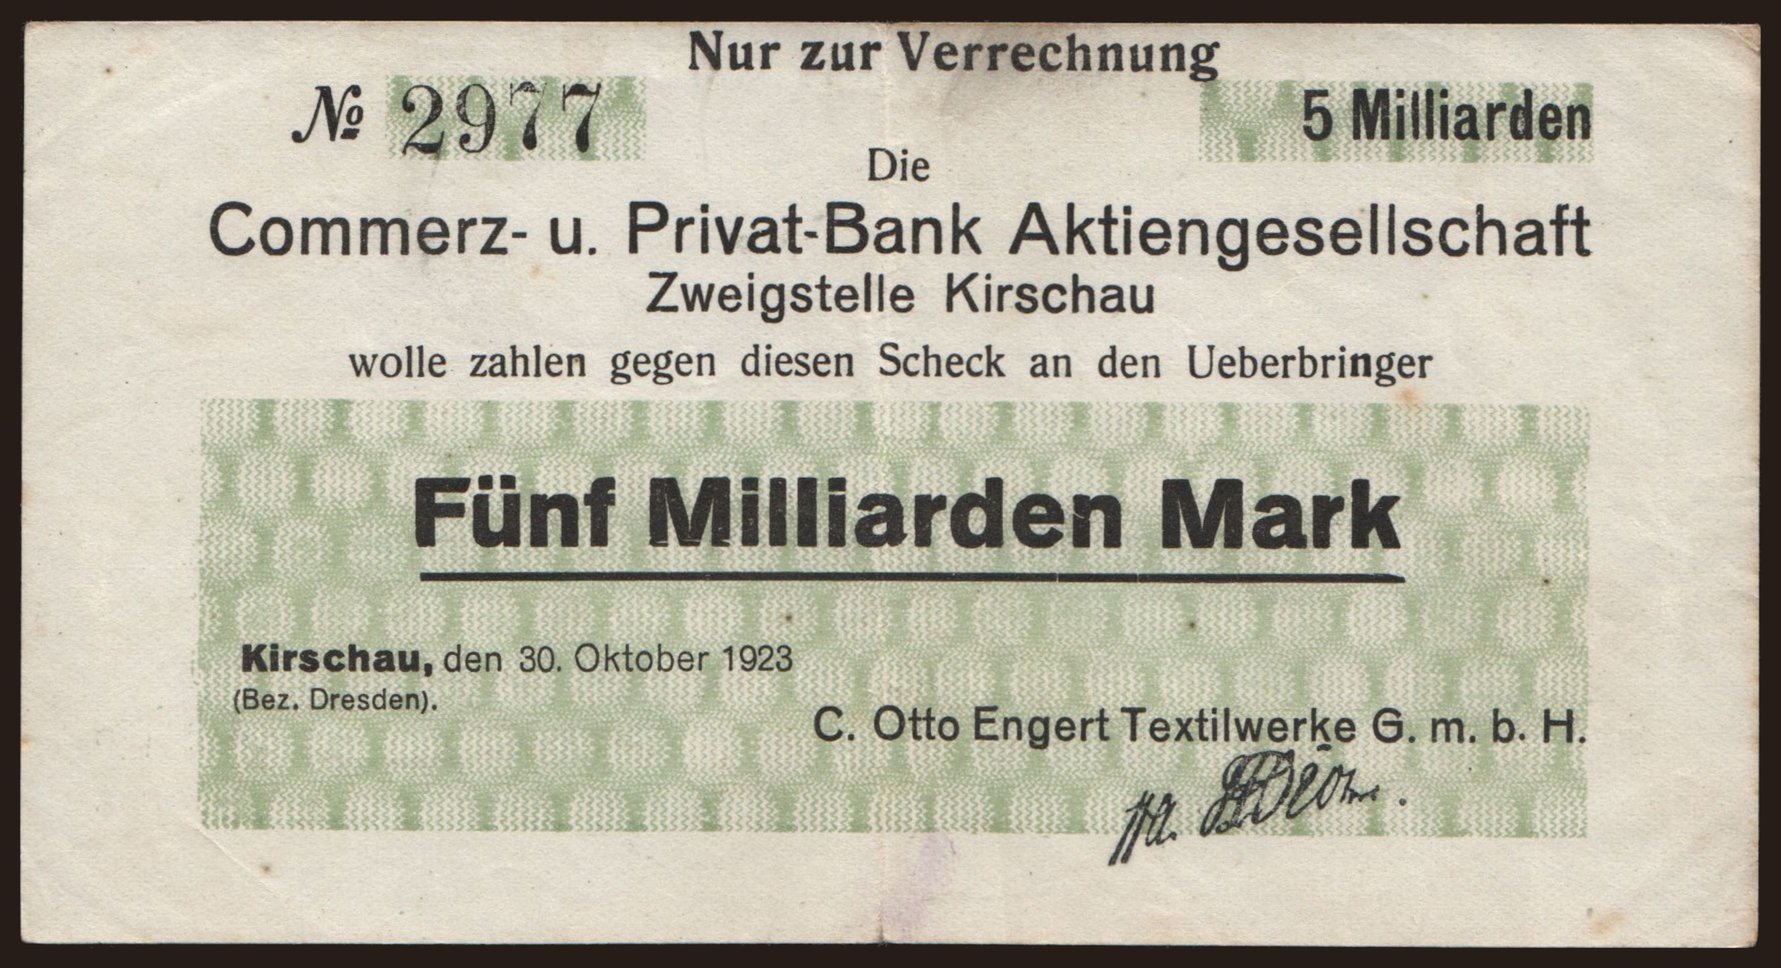 Nur zur Verrechnung
№ 2977
5 Milliarden
Die
Commerz- u. Privat-Bank Aktiengesellschaft
Zweigstelle Kirschau
wolle zahlen gegen diesen Scheck an den Ueberbringer
Fünf Milliarden Mark
Kirschau, den 30. Oktober 1923
(Bez. Dresden).
C. Otto Engert Textilwerke G. m. b. H.